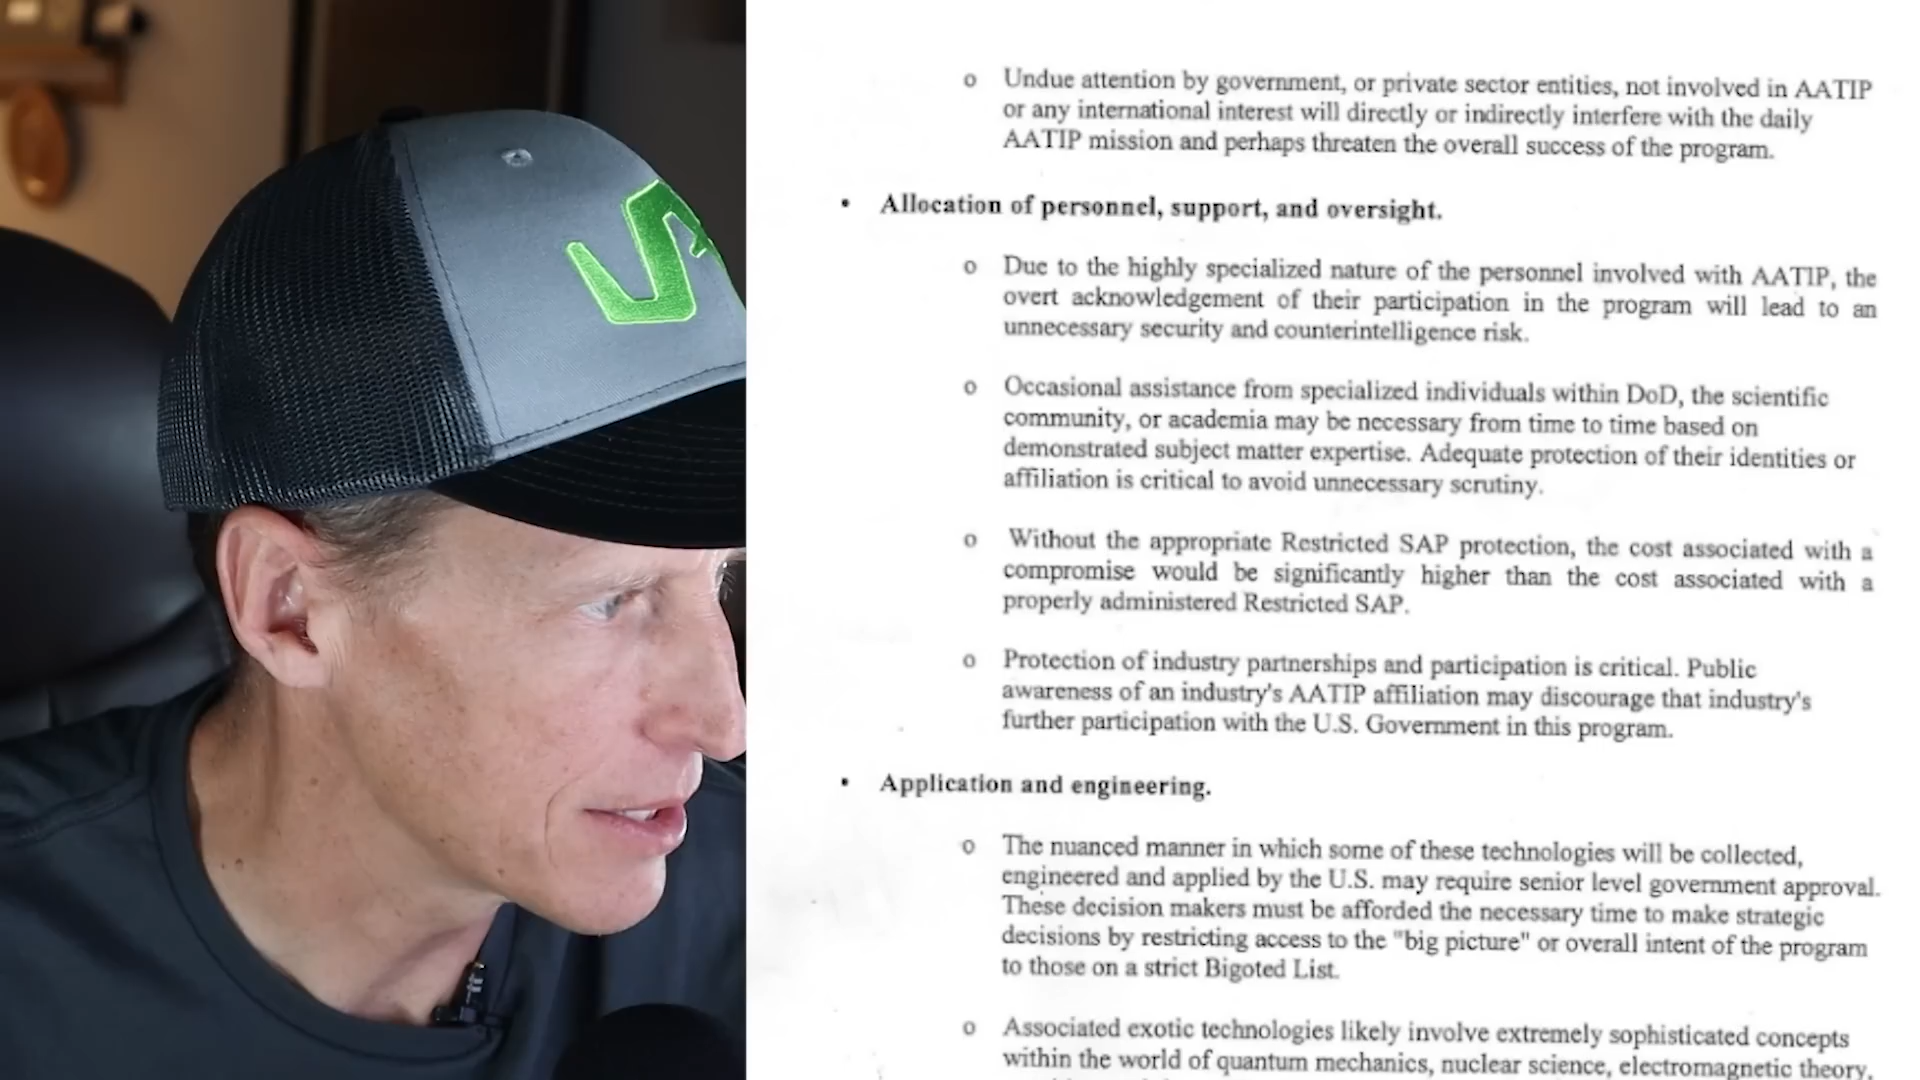 o Undue attention by government, or private sector entities, not involved in AATIP
or any international interest will directly or indirectly interfere with the daily
AATIP mission and perhaps threaten the overall success of the program.
• Allocation of personnel, support, and oversight.
o Due to the highly specialized nature of the personnel involved with AATIP, the
overt acknowledgement of their participation in the program will lead to an
unnecessary security and counterintelligence risk.
o Occasional assistance from specialized individuals within DoD, the scientific
community, or academia may be necessary from time to time based on
demonstrated subject matter expertise. Adequate protection of their identities or
affiliation is critical to avoid unnecessary scrutiny.
o Without the appropriate Restricted SAP protection, the cost associated with a
compromise would be significantly higher than the cost associated with a
properly administered Restricted SAP.
o Protection of industry partnerships and participation is critical. Public
awareness of an industry's AATIP affiliation may discourage that industry's
further participation with the U.S. Government in this program.
• Application and engineering.
o The nuanced manner in which some of these technologies will be collected,
engineered and applied by the U.S. may require senior level government approval.
These decision makers must be afforded the necessary time to make strategic
decisions by restricting access to the "big picture" or overall intent of the program
to those on a strict Bigoted List.
o Associated exotic technologies likely involve extremely sophisticated concepts
within the world of quantum mechanics, nuclear science, electromagnetic theory,